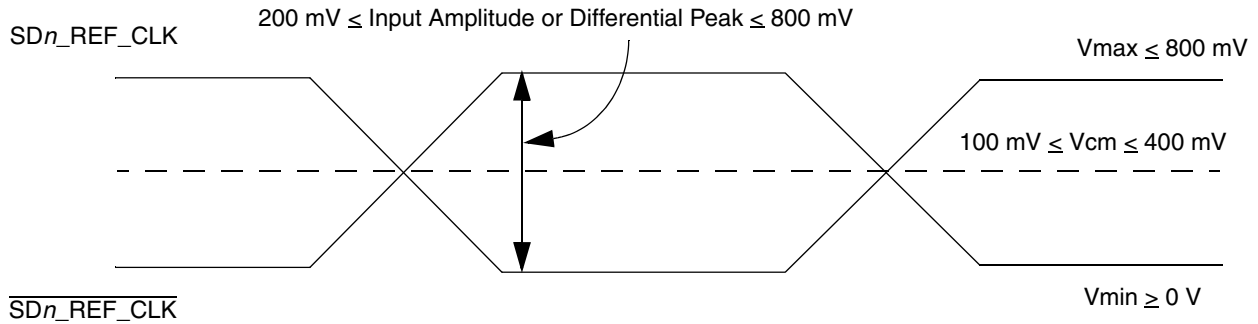 200 mV ≤ Input Amplitude or Differential Peak ≤ 800 mV
SDn_REF_CLK
Vmax ≤ 800 mV
100 mV ≤ Vcm ≤ 400 mV
Vmin ≥ 0 V
SDn_REF_CLK